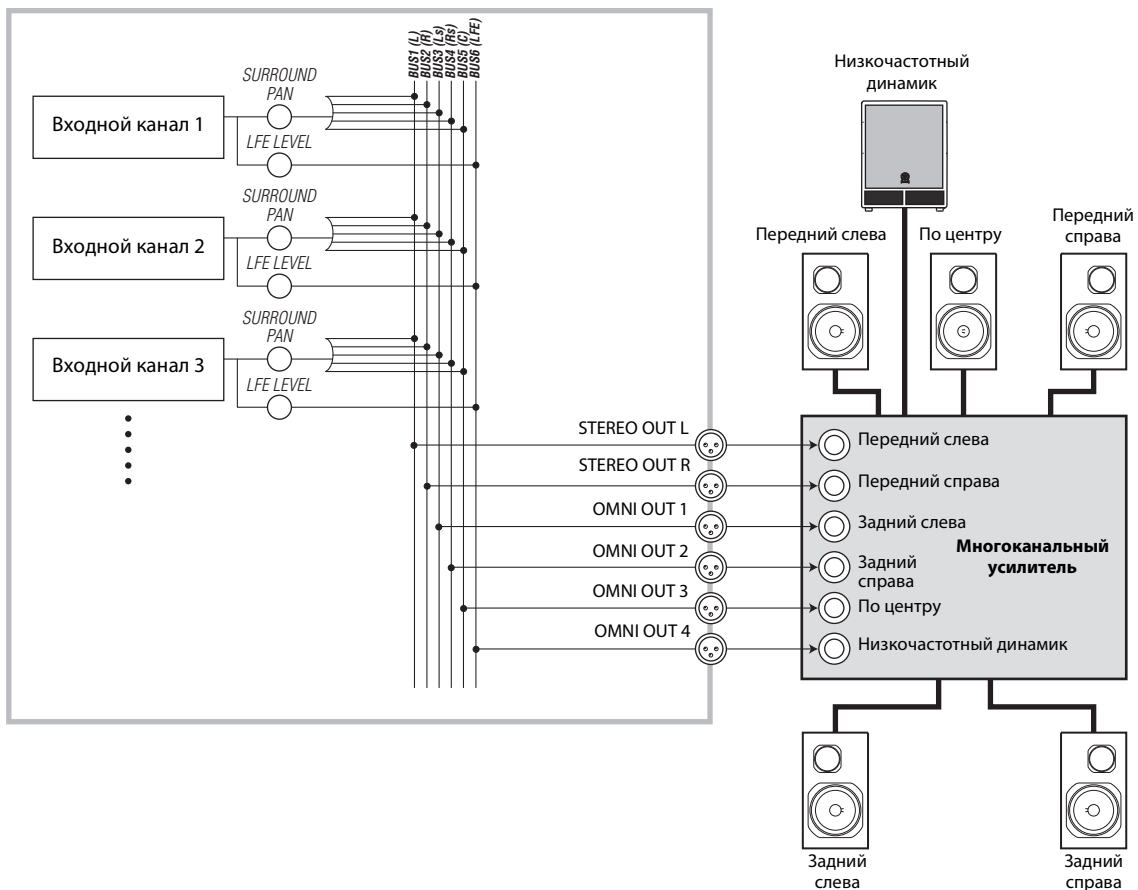 BUS1 (L)
BUS2 (R)
BUS3 (Ls)
BUS4 (Rs)
BUS5 (C)
BUS6 (LFE)
SURROUND
PAN
Входной канал 1
LFE LEVEL
SURROUND
PAN
Входной канал 2
LFE LEVEL
SURROUND
PAN
Входной канал 3
LFE LEVEL
Низкочастотный
динамик
Передний слева
По центру
Передний
справа
STEREO OUT L
STEREO OUT R
OMNI OUT 1
OMNI OUT 2
OMNI OUT 3
OMNI OUT 4
Передний слева
Передний справа
Задний слева
Задний
справа
По центру
Низкочастотный динамик
Многоканальный
усилитель
Задний
слева
Задний
справа